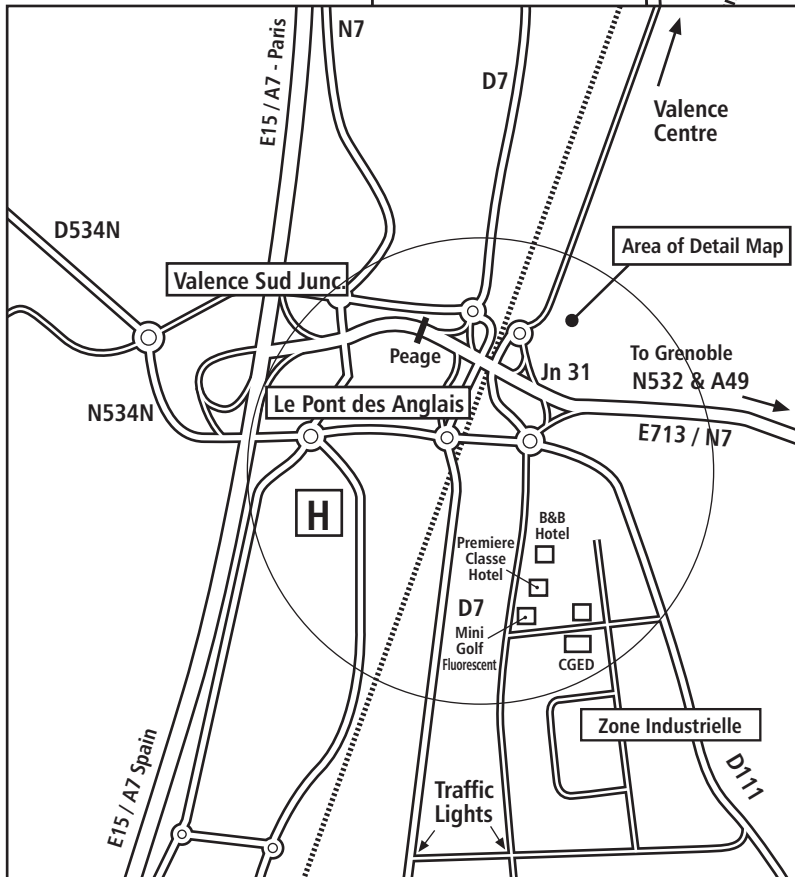 N7
E15 / A7 - Paris
D7
Valence
Centre
D534N
Area of Detail Map
Valence Sud Junc.
Peage
To Grenoble
N532 & A49
Jn 31
Le Pont des Anglais
N534N
E713 / N7
H
B&B
Hotel
Premiere
Classe
Hotel
D7
Mini
Golf
Fluorescent
CGED
Zone Industrielle
E15 / A7 Spain
D111
Traffic
Lights